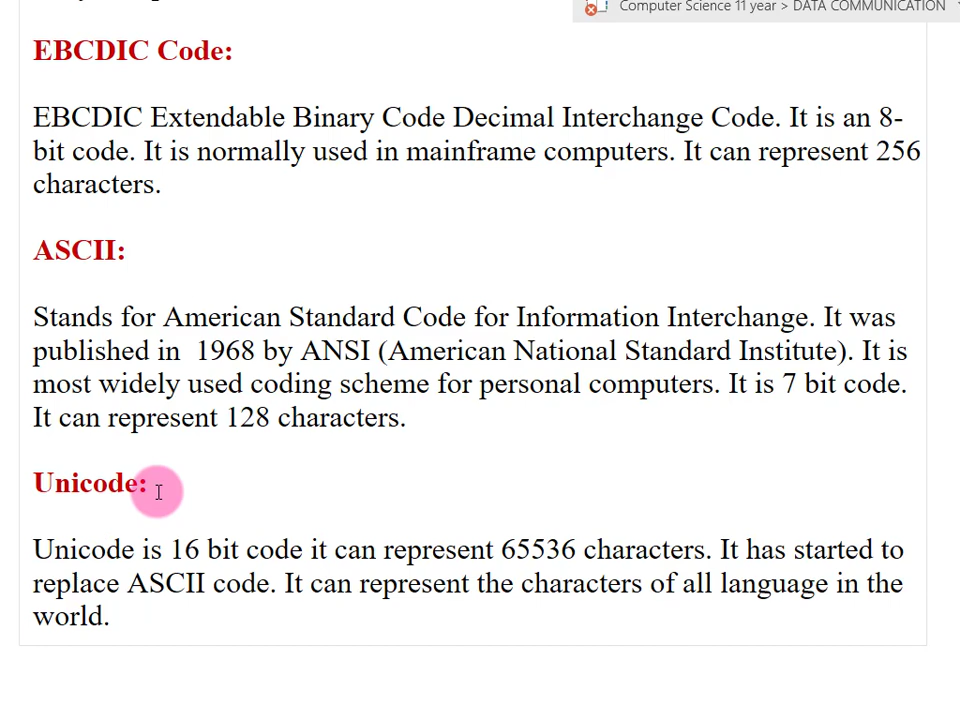 Computer Science 11 year > DATA COMMUNICATION
EBCDIC Code:
EBCDIC Extendable Binary Code Decimal Interchange Code. It is an 8-
bit code. It is normally used in mainframe computers. It can represent 256
characters.
ASCII:
Stands for American Standard Code for Information Interchange. It was
published in  1968 by ANSI (American National Standard Institute). It is
most widely used coding scheme for personal computers. It is 7 bit code.
It can represent 128 characters.
Unicode:
Unicode is 16 bit code it can represent 65536 characters. It has started to
replace ASCII code. It can represent the characters of all language in the
world.